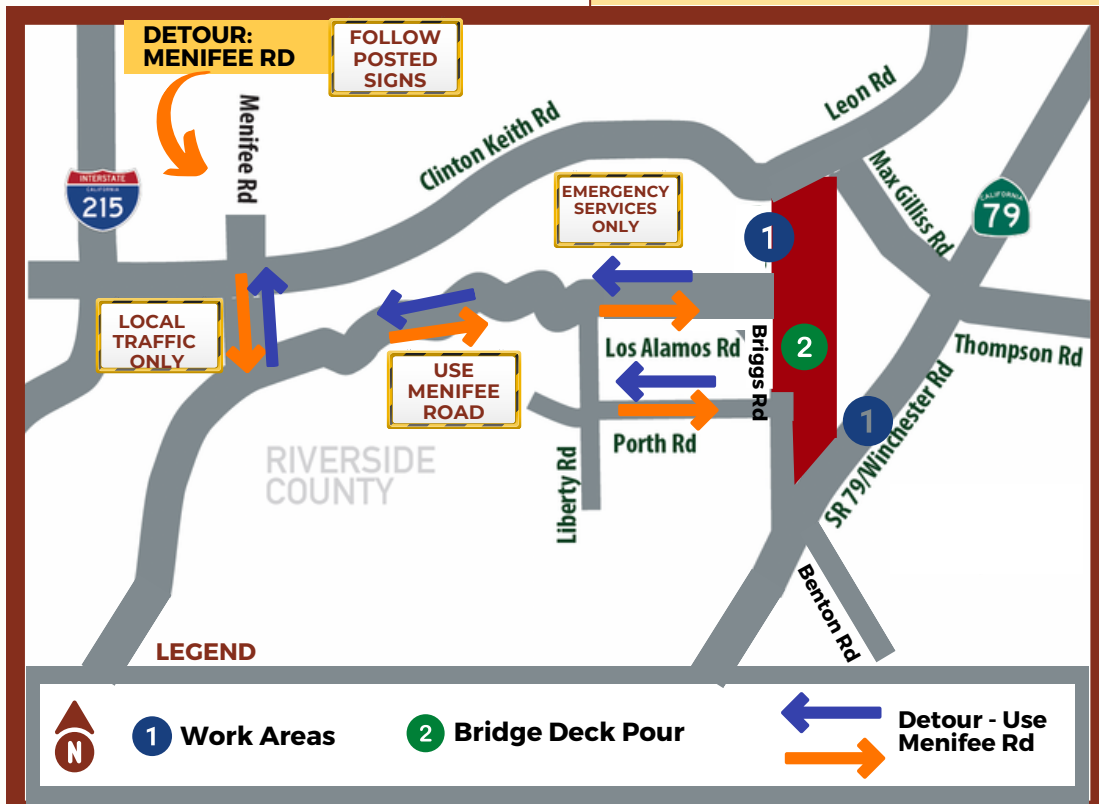 DETOUR:
MENIFEE RD
FOLLOW
POSTED
SIGNS
Menifee Rd
Clinton Keith Rd
Leon Rd
Max Gilliss Rd
INTERSTATE
CALIFORNIA
215
CALIFORNIA
79
EMERGENCY
SERVICES
ONLY
1
LOCAL
TRAFFIC
ONLY
USE
MENIFEE
ROAD
Los Alamos Rd
Briggs Rd
2
Thompson Rd
1
Porth Rd
Liberty Rd
SR 79/Winchester Rd
RIVERSIDE
COUNTY
Benton Rd
LEGEND
N
1 Work Areas
2 Bridge Deck Pour
Detour - Use
Menifee Rd